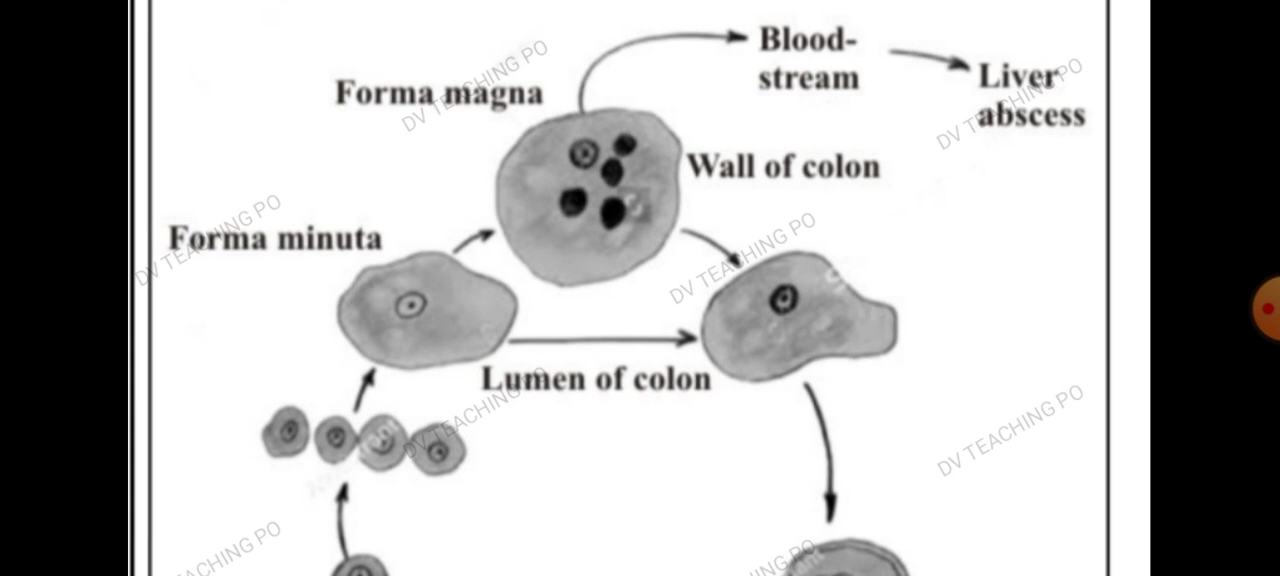 Blood-
stream
Liver
abscess
Forma magna
Wall of colon
Forma minuta
Lumen of colon
DV TEACHING PO
DV TEACHING PO
DV TEACHING PO
DV TEACHING PO
DV TEACHING PO
DV TEACHING PO